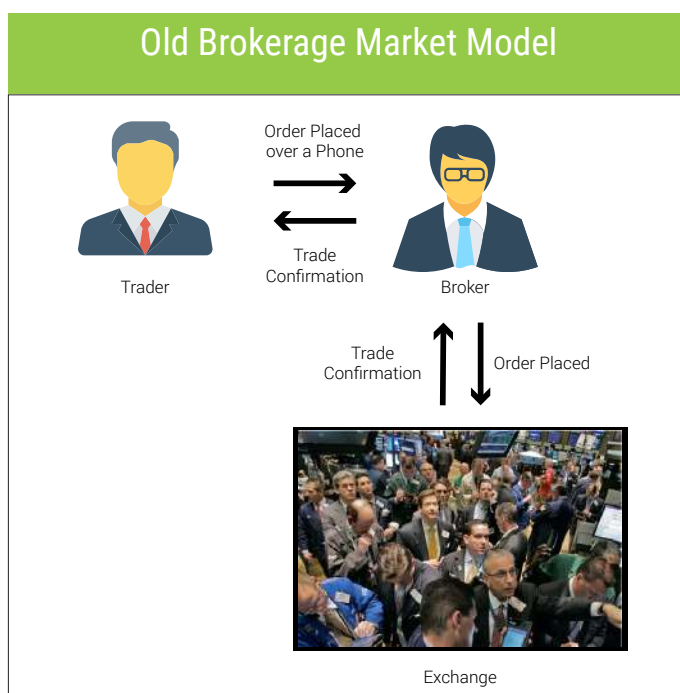 Old Brokerage Market Model
Order Placed
over a Phone
Trade
Confirmation
Trader
Broker
Trade
Confirmation
Order Placed
Exchange